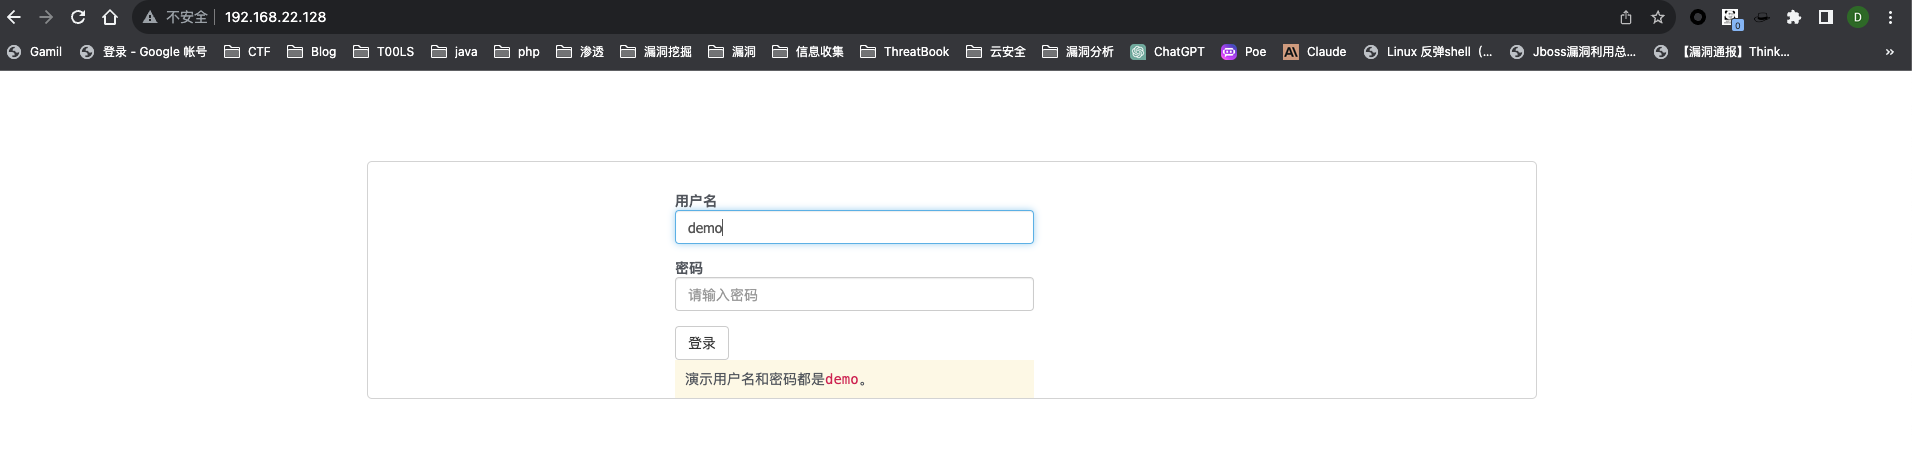 不安全 192.168.22.128
Gamil 登录 - Google 帐号 CTF Blog T00LS java php 渗透 漏洞挖掘 漏洞 信息收集 ThreatBook 云安全 漏洞分析 ChatGPT Poe Claude Linux 反弹shell（... Jboss漏洞利用总... 【漏洞通报】Think... »
用户名
demo
密码
请输入密码
登录
演示用户名和密码都是demo。
D
0